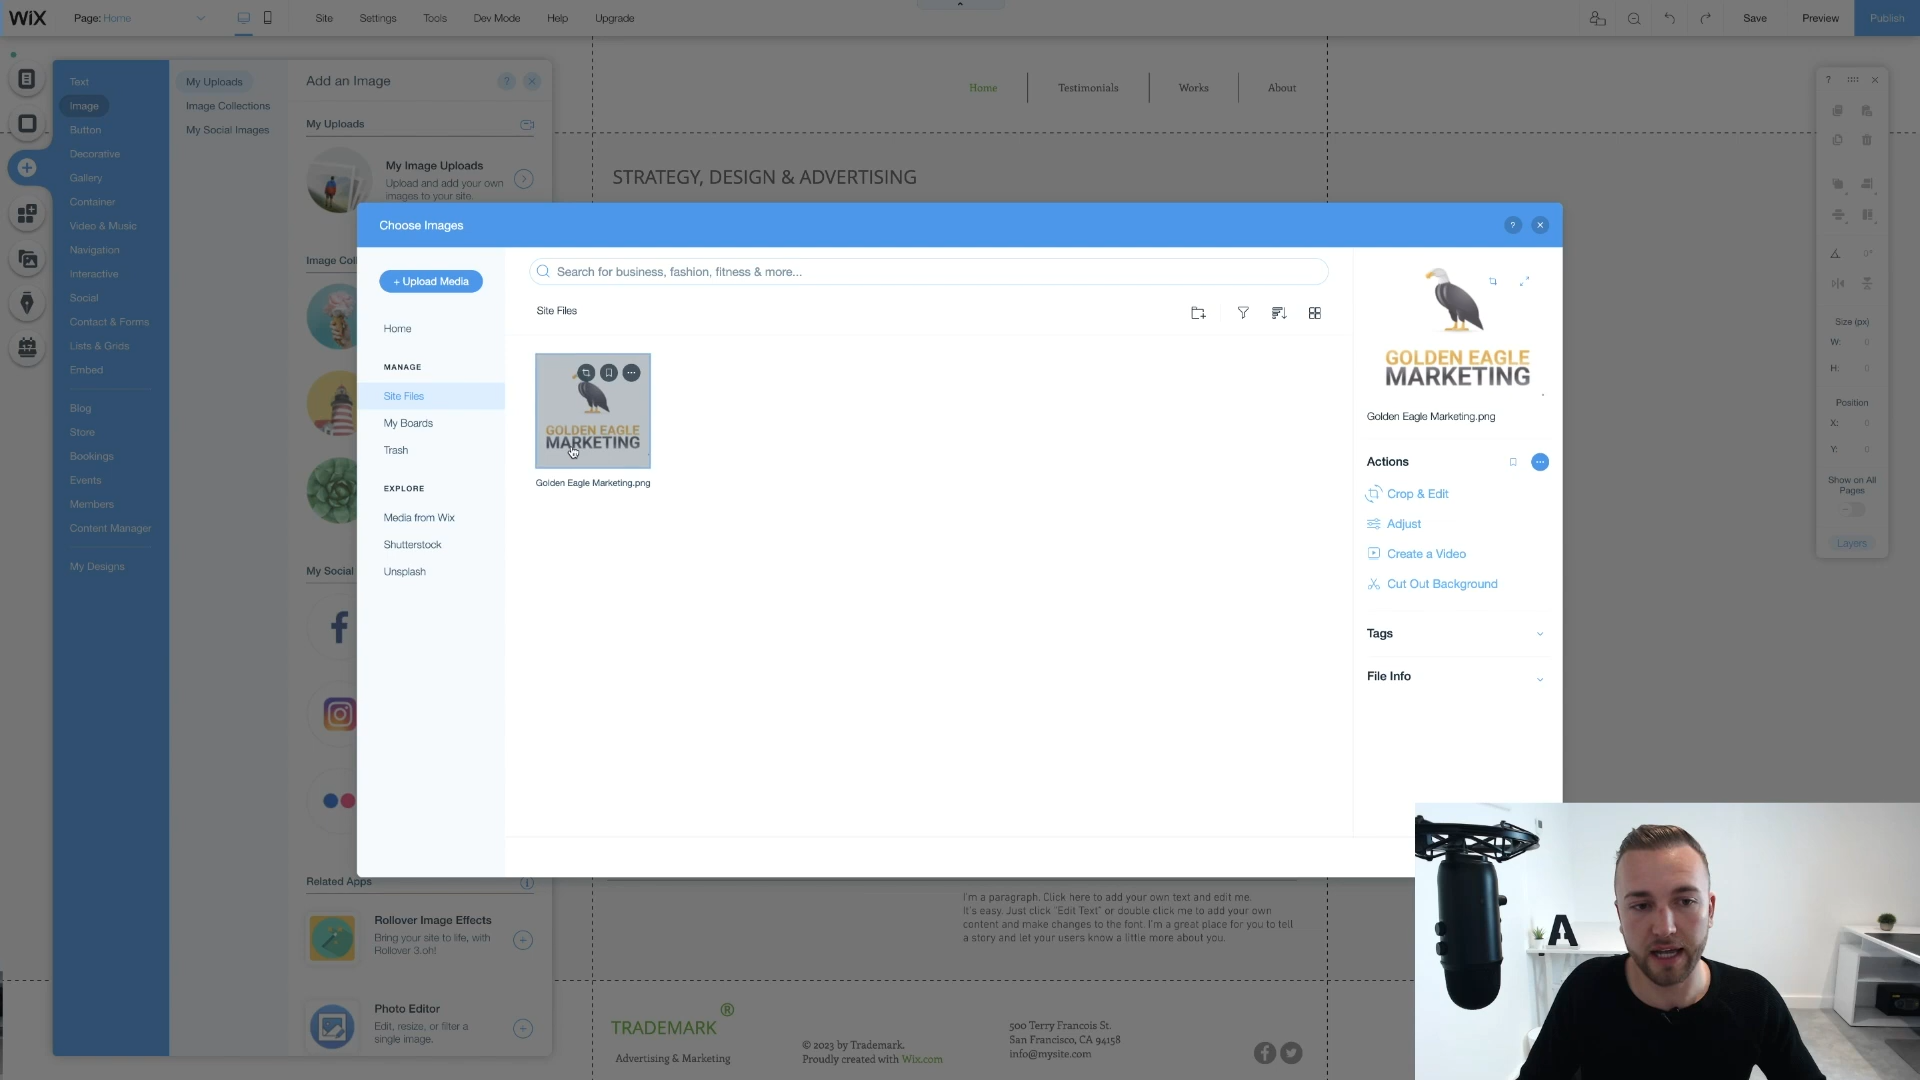 WiX
Page: Home
Site
Settings
Tools
Dev Mode
Help
Upgrade
Save
Preview
Publish
Text
Image
Button
Decorative
Gallery
Container
Video & Music
Navigation
Interactive
Social
Contact & Forms
Lists & Grids
Embed
Blog
Store
Bookings
Events
Members
Content Manager
My Designs
My Uploads
Image Collections
My Social Images
Add an Image
?
My Uploads
My Image Uploads
Upload and add your own
images to your site.
Image Col
My Social
Related Apps
Rollover Image Effects
Bring your site to life, with
Rollover 3.oh!
Photo Editor
Edit, resize, or filter a
single image.
Home
Testimonials
Works
About
STRATEGY, DESIGN & ADVERTISING
Choose Images
?
+ Upload Media
Home
MANAGE
Site Files
My Boards
Trash
EXPLORE
Media from Wix
Shutterstock
Unsplash
Search for business, fashion, fitness & more...
Site Files
GOLDEN EAGLE
MARKETING
Golden Eagle Marketing.png
GOLDEN EAGLE
MARKETING
Golden Eagle Marketing.png
Actions
Crop & Edit
Adjust
Create a Video
Cut Out Background
Tags
File Info
?
0°
Size (px)
W: 0
H: 0
Position
X: 0
Y: 0
Show on All
Pages
Layers
I'm a paragraph. Click here to add your own text and edit me.
It's easy. Just click "Edit Text" or double click me to add your own
content and make changes to the font. I'm a great place for you to tell
a story and let your users know a little more about you.
TRADEMARK ®
Advertising & Marketing
© 2023 by Trademark.
Proudly created with Wix.com
500 Terry Francois St.
San Francisco, CA 94158
info@mysite.com
A